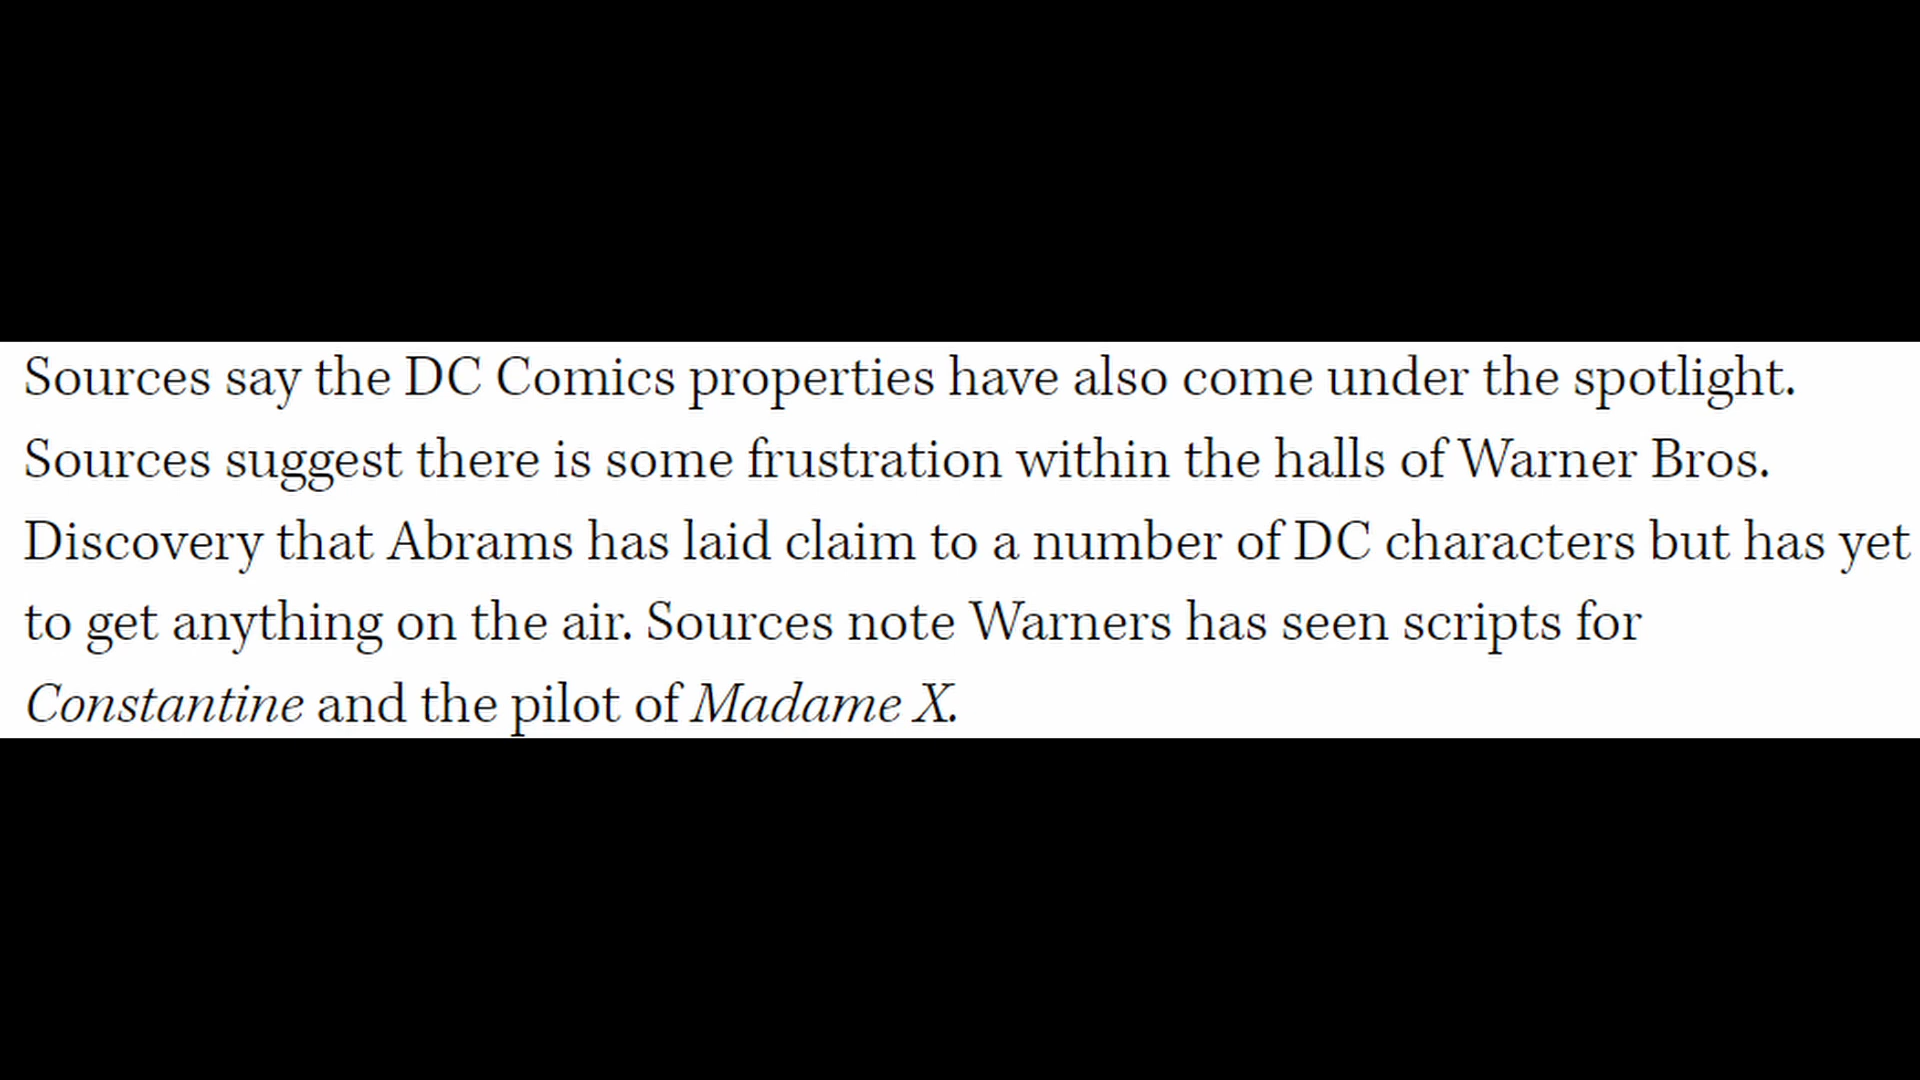 Sources say the DC Comics properties have also come under the spotlight.
Sources suggest there is some frustration within the halls of Warner Bros.
Discovery that Abrams has laid claim to a number of DC characters but has yet
to get anything on the air. Sources note Warners has seen scripts for
Constantine and the pilot of Madame X.